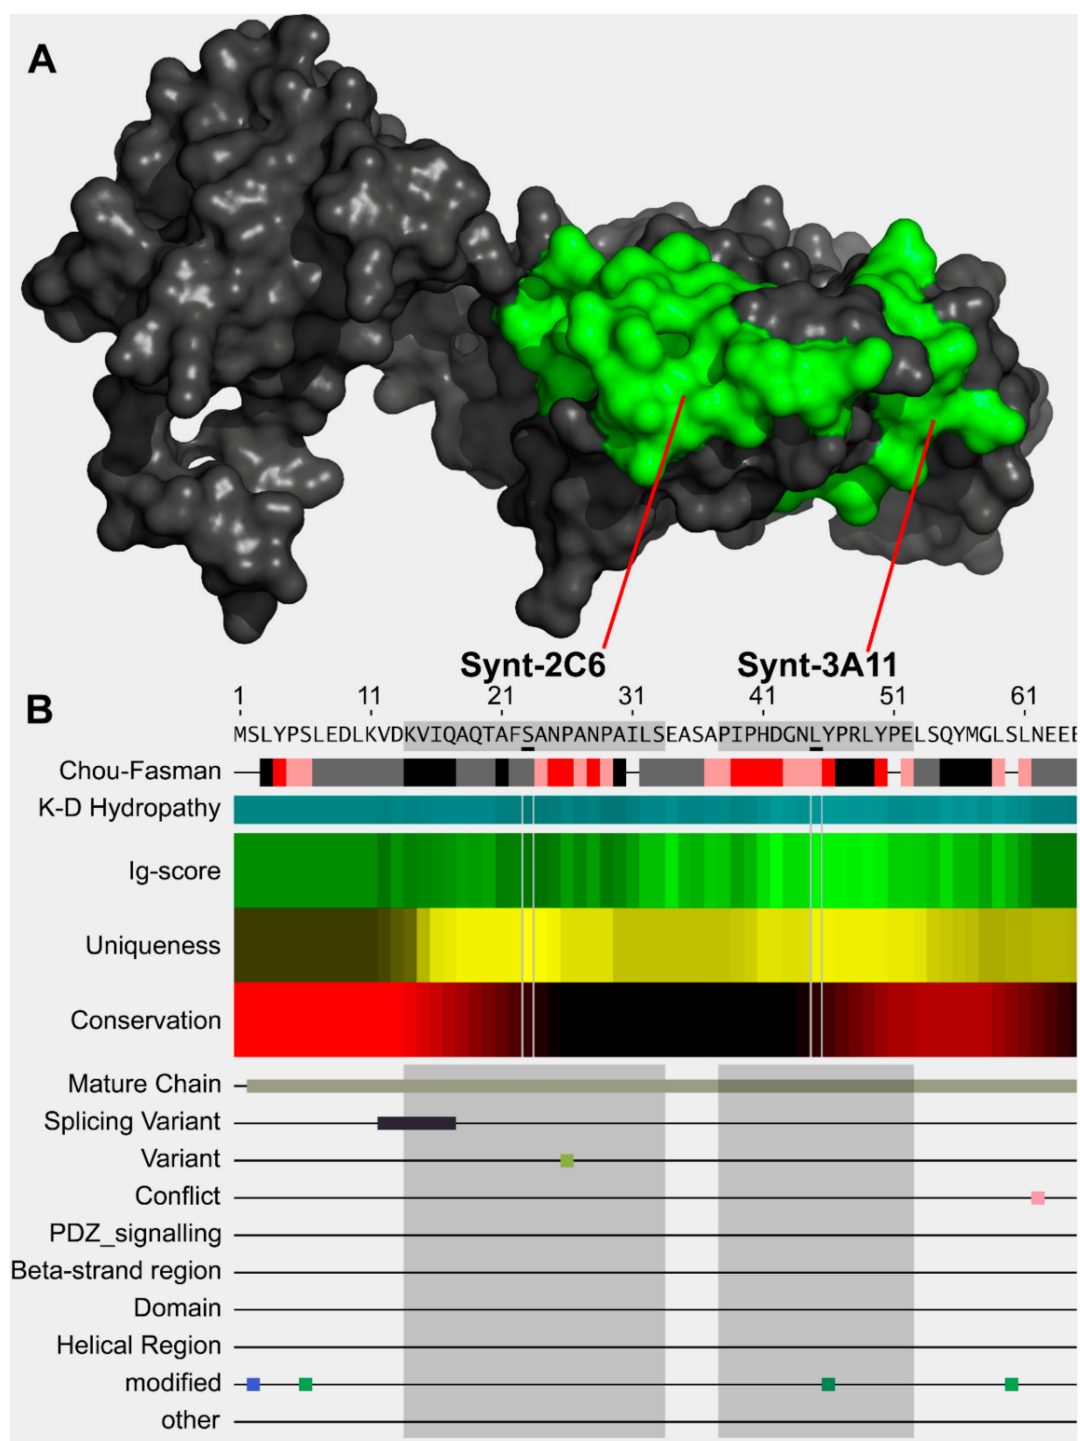 A
Synt-2C6 Synt-3A11
B
1 11 21 31 41 51 61
MSLYPSLEDLKVDKVIQAQTAFSANPANPAILSEASAPIPHDGNLYPRLYPELSQYMGLSLNEEE
Chou-Fasman
K-D Hydropathy
Ig-score
Uniqueness
Conservation
Mature Chain
Splicing Variant
Variant
Conflict
PDZ_signalling
Beta-strand region
Domain
Helical Region
modified
other